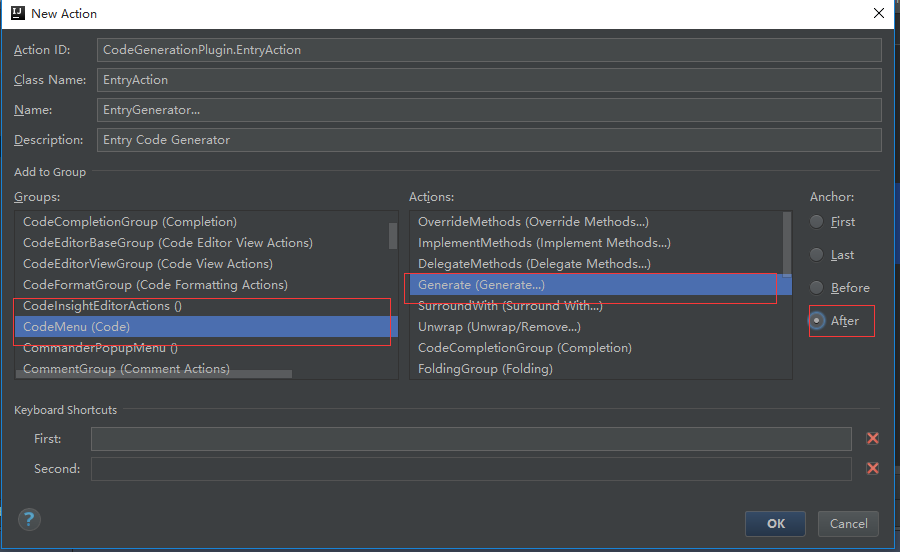 IJ New Action
Action ID: CodeGenerationPlugin.EntryAction
Class Name: EntryAction
Name: EntryGenerator...
Description: Entry Code Generator
Add to Group
Groups:
CodeCompletionGroup (Completion)
CodeEditorBaseGroup (Code Editor View Actions)
CodeEditorViewGroup (Code View Actions)
CodeFormatGroup (Code Formatting Actions)
CodeInsightEditorActions ()
CodeMenu (Code)
CommanderPopupMenu ()
CommentGroup (Comment Actions)
Actions:
OverrideMethods (Override Methods...)
ImplementMethods (Implement Methods...)
DelegateMethods (Delegate Methods...)
Generate (Generate...)
SurroundWith (Surround With...)
Unwrap (Unwrap/Remove...)
CodeCompletionGroup (Completion)
FoldingGroup (Folding)
Anchor:
First
Last
Before
After
Keyboard Shortcuts
First:
Second:
?
OK
Cancel